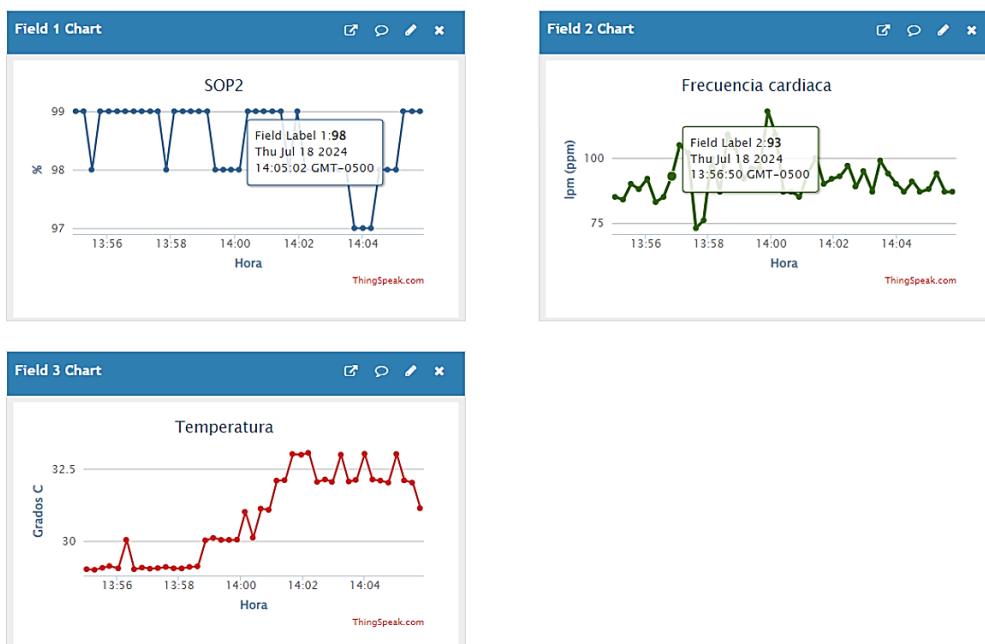 Field 1 Chart
SOP2
99
98
97
%
Field Label 1:98
Thu Jul 18 2024
14:05:02 GMT-0500
13:56 13:58 14:00 14:02 14:04
Hora
ThingSpeak.com
Field 2 Chart
Frecuencia cardiaca
100
75
lpm (ppm)
Field Label 2:93
Thu Jul 18 2024
13:56:50 GMT-0500
13:56 13:58 14:00 14:02 14:04
Hora
ThingSpeak.com
Field 3 Chart
Temperatura
32.5
30
Grados C
13:56 13:58 14:00 14:02 14:04
Hora
ThingSpeak.com